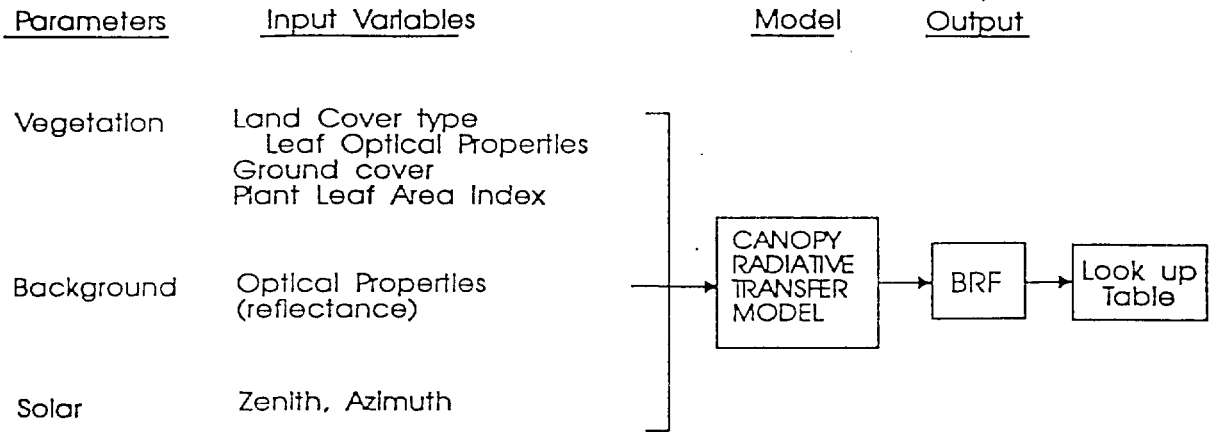 Parameters Input Variables Model Output
Vegetation Land Cover type
Leaf Optical Properties
Ground cover
Plant Leaf Area Index
CANOPY
RADIATIVE
TRANSFER
MODEL
BRF
Look up
Table
Background Optical Properties
(reflectance)
Solar Zenith, Azimuth